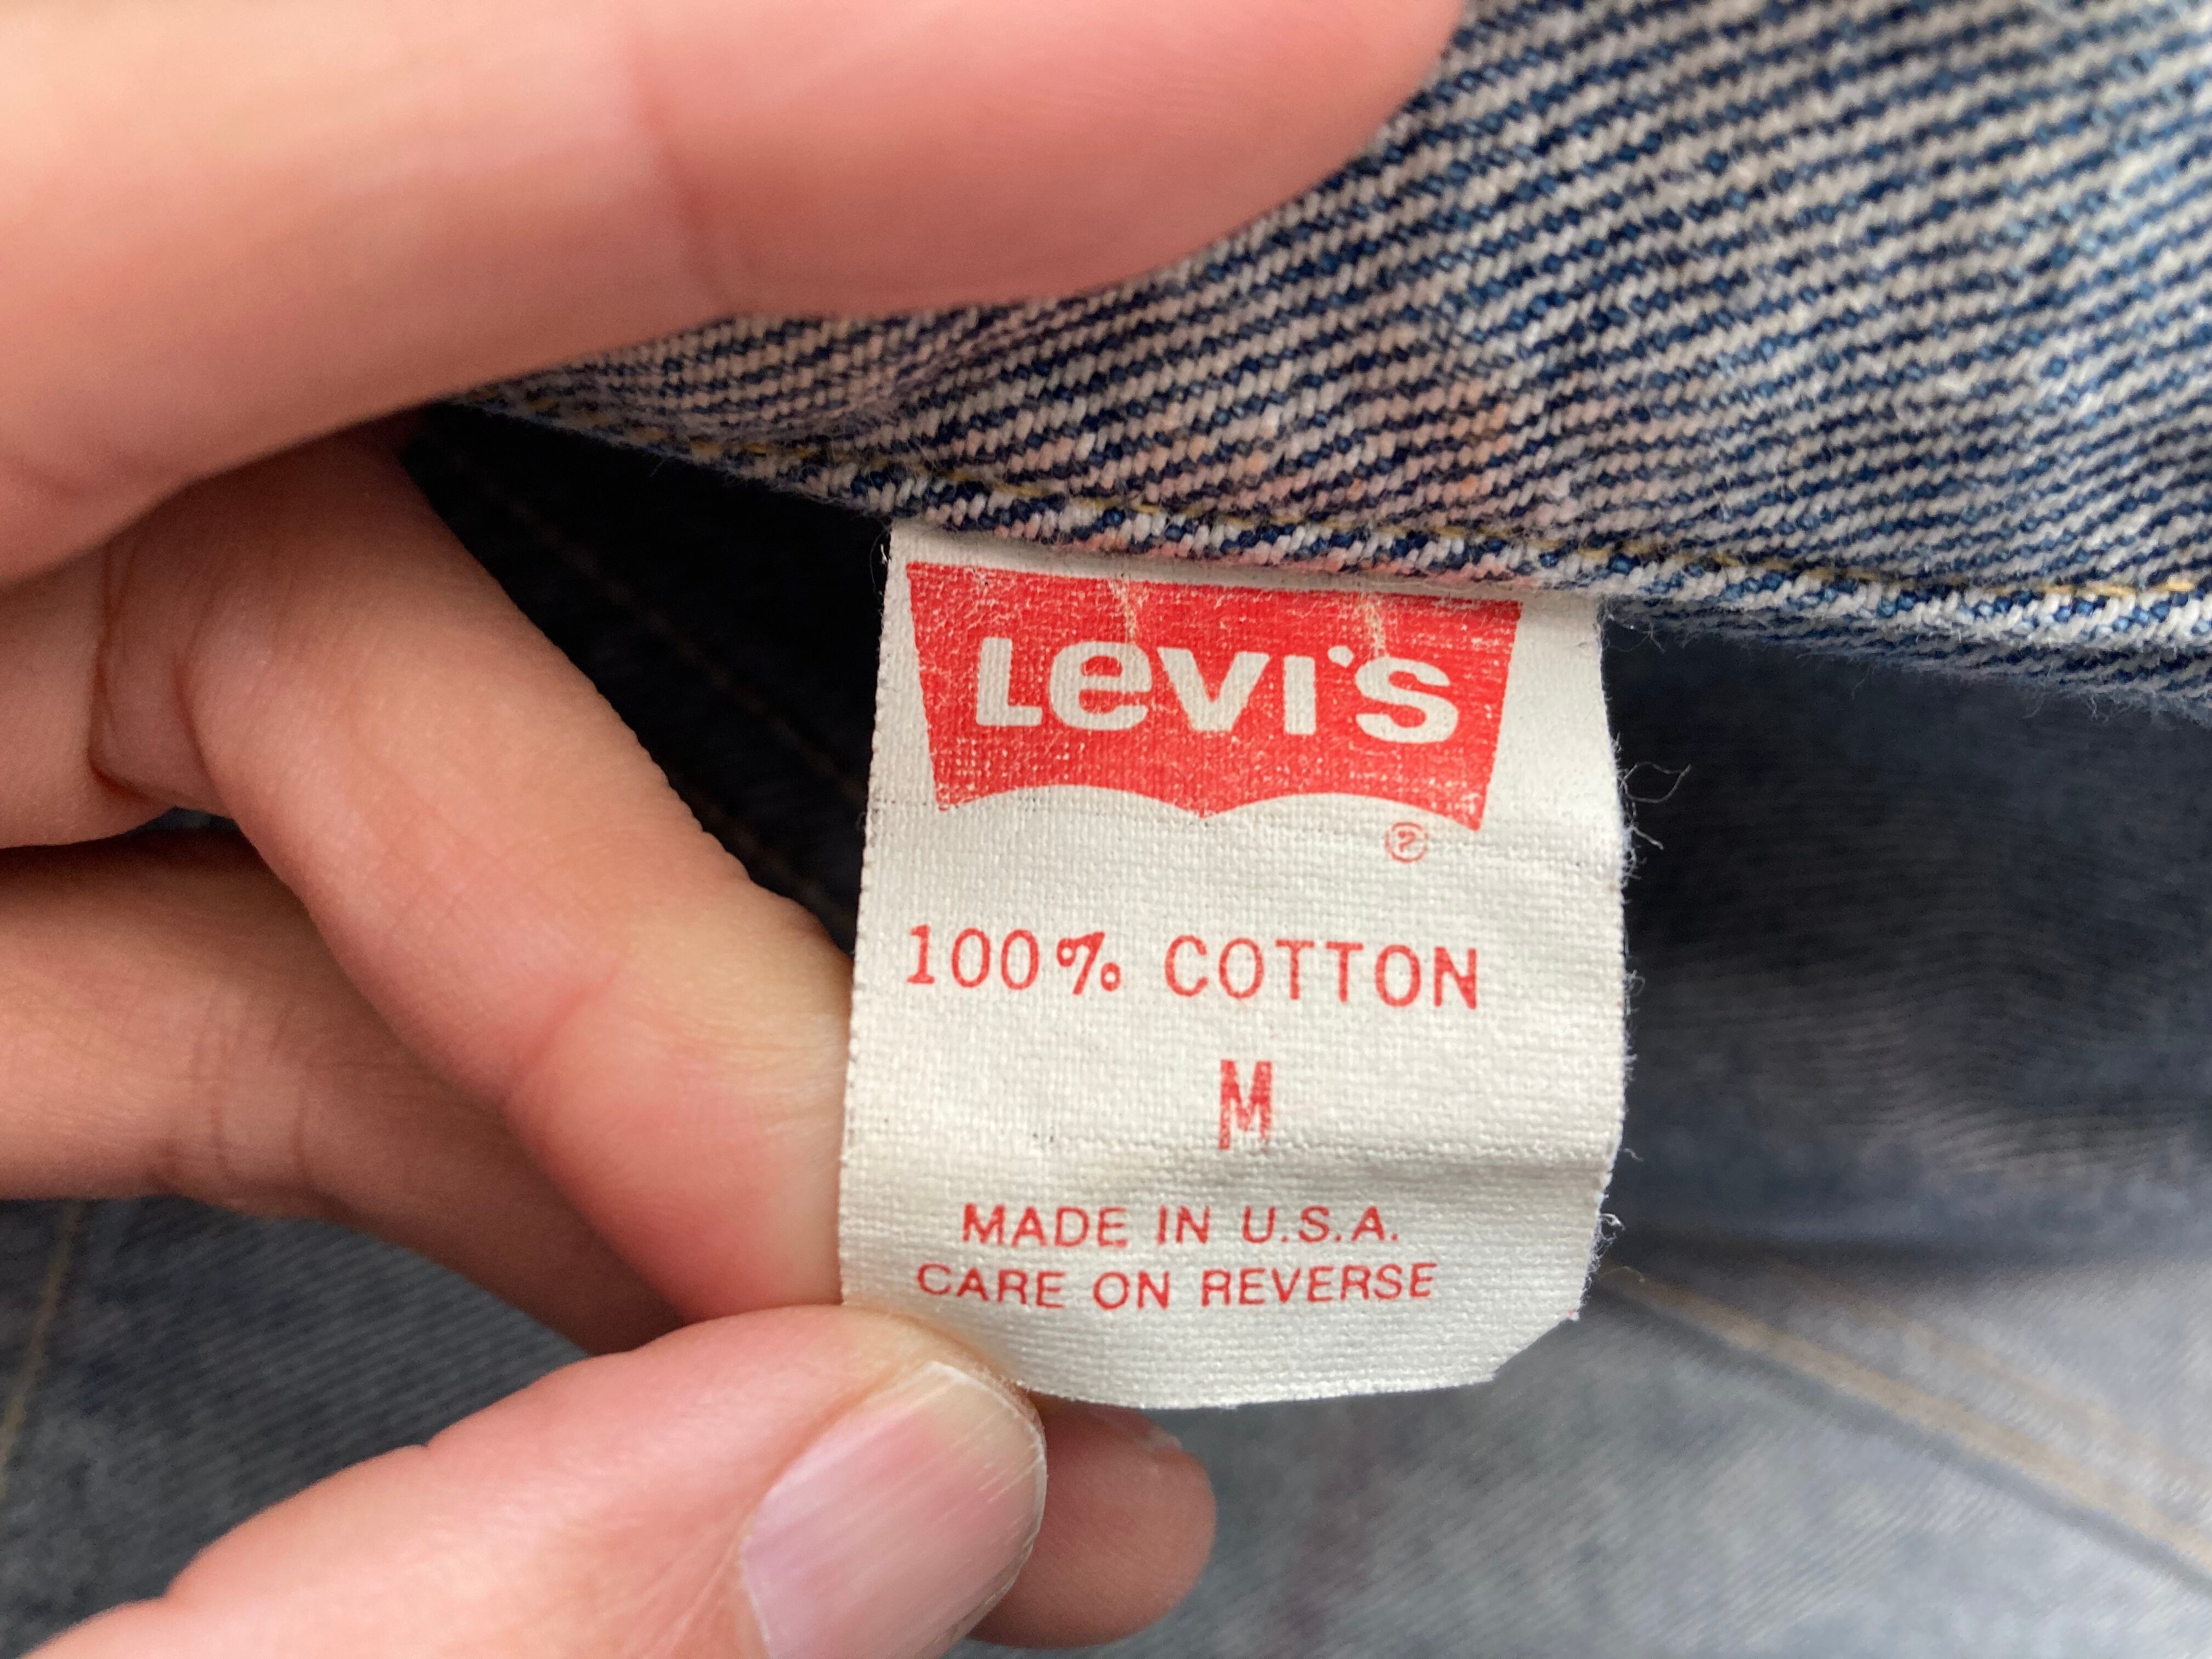 Levi's
®
100% COTTON
M
MADE IN U.S.A.
CARE ON REVERSE